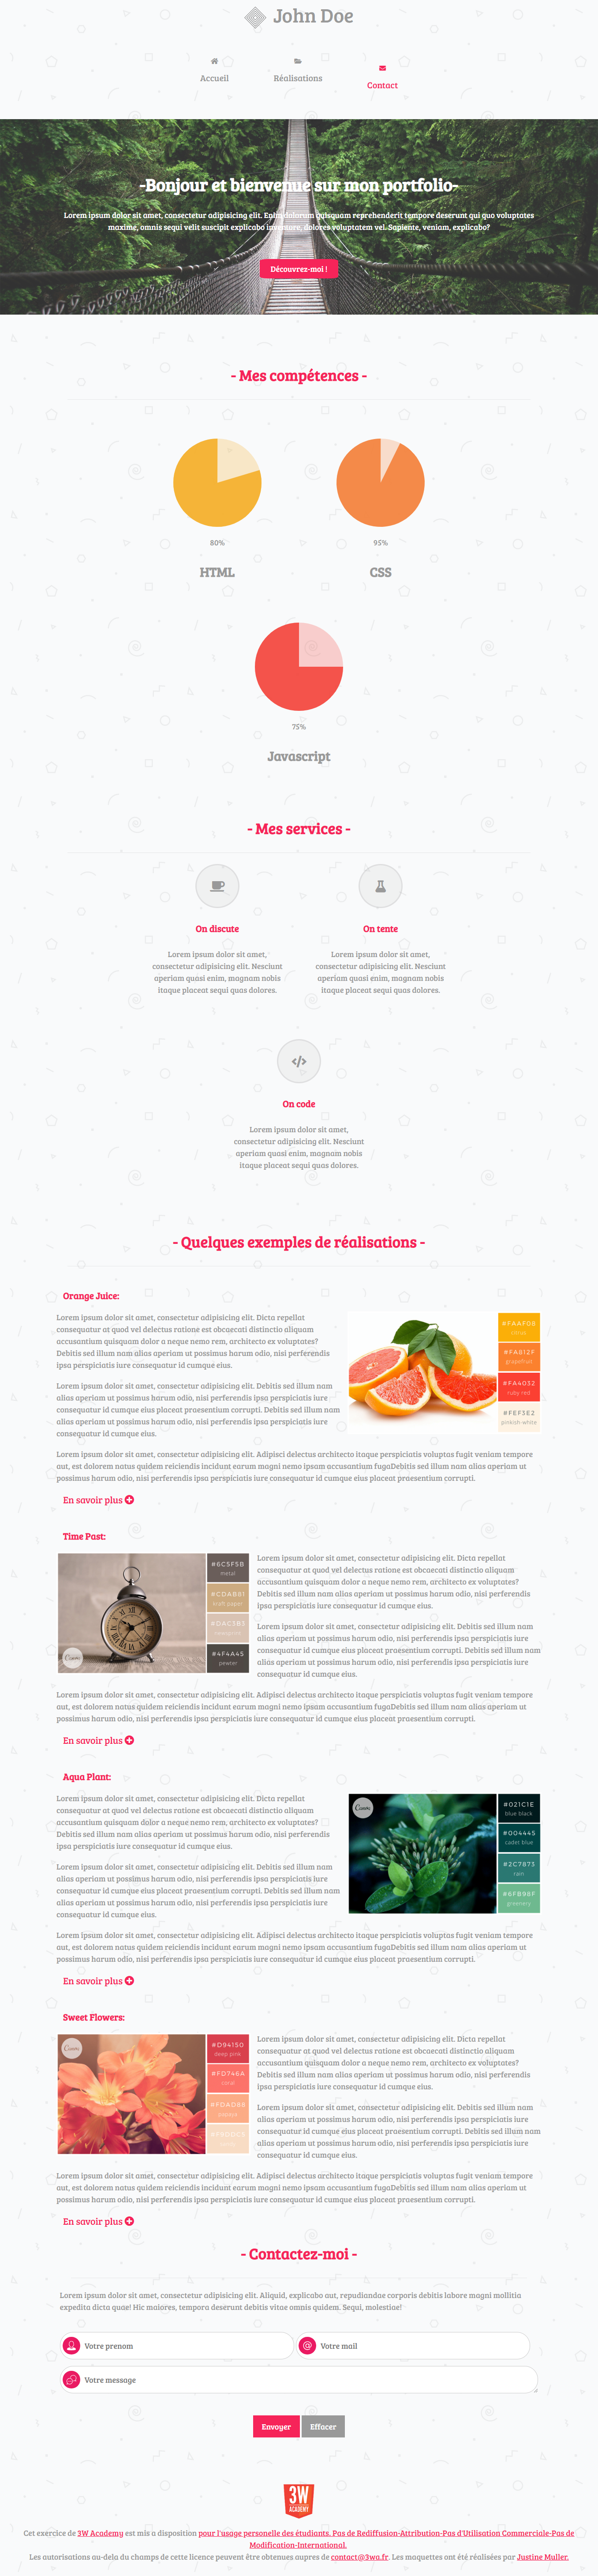 John Doe
Accueil
Réalisations
Contact
-Bonjour et bienvenue sur mon portfolio-
Lorem ipsum dolor sit amet, consectetur adipisicing elit. Enim dolorum quisquam reprehenderit tempore deserunt qui quo voluptates
maxime, omnis sequi velit suscipit explicabo inventore, dolores voluptatem vel. Sapiente, veniam, explicabo?
Découvrez-moi !
- Mes compétences -
80%
95%
HTML
CSS
75%
Javascript
- Mes services -
On discute
Lorem ipsum dolor sit amet,
consectetur adipisicing elit. Nesciunt
aperiam quasi enim, magnam nobis
itaque placeat sequi quas dolores.
On tente
Lorem ipsum dolor sit amet,
consectetur adipisicing elit. Nesciunt
aperiam quasi enim, magnam nobis
itaque placeat sequi quas dolores.
On code
Lorem ipsum dolor sit amet,
consectetur adipisicing elit. Nesciunt
aperiam quasi enim, magnam nobis
itaque placeat sequi quas dolores.
- Quelques exemples de réalisations -
Orange Juice:
Lorem ipsum dolor sit amet, consectetur adipisicing elit. Dicta repellat
consequatur at quod vel delectus ratione est obcaecati distinctio aliquam
accusantium quisquam dolor a neque nemo rem, architecto ex voluptates?
Debitis sed illum nam alias aperiam ut possimus harum odio, nisi perferendis
ipsa perspiciatis iure consequatur id cumque eius.
Lorem ipsum dolor sit amet, consectetur adipisicing elit. Debitis sed illum nam
alias aperiam ut possimus harum odio, nisi perferendis ipsa perspiciatis iure
consequatur id cumque eius placeat praesentium corrupti. Debitis sed illum nam
alias aperiam ut possimus harum odio, nisi perferendis ipsa perspiciatis iure
consequatur id cumque eius.
#FAAF08
citrus
#FA812F
grapefruit
#FA4032
ruby red
#FEF3E2
pinkish white
Lorem ipsum dolor sit amet, consectetur adipisicing elit. Adipisci delectus architecto itaque perspiciatis voluptas fugit veniam tempore
aut, est dolorem natus quidem reiciendis incidunt earum magni nemo ipsam accusantium fugaDebitis sed illum nam alias aperiam ut
possimus harum odio, nisi perferendis ipsa perspiciatis iure consequatur id cumque eius placeat praesentium corrupti.
En savoir plus
Time Past:
Canva
#6C5F5B
metal
#CDAB81
kraft paper
#DAC3B3
newsprint
#4F4A45
pewter
Lorem ipsum dolor sit amet, consectetur adipisicing elit. Dicta repellat
consequatur at quod vel delectus ratione est obcaecati distinctio aliquam
accusantium quisquam dolor a neque nemo rem, architecto ex voluptates?
Debitis sed illum nam alias aperiam ut possimus harum odio, nisi perferendis
ipsa perspiciatis iure consequatur id cumque eius.
Lorem ipsum dolor sit amet, consectetur adipisicing elit. Debitis sed illum nam
alias aperiam ut possimus harum odio, nisi perferendis ipsa perspiciatis iure
consequatur id cumque eius placeat praesentium corrupti. Debitis sed illum nam
alias aperiam ut possimus harum odio, nisi perferendis ipsa perspiciatis iure
consequatur id cumque eius.
Lorem ipsum dolor sit amet, consectetur adipisicing elit. Adipisci delectus architecto itaque perspiciatis voluptas fugit veniam tempore
aut, est dolorem natus quidem reiciendis incidunt earum magni nemo ipsam accusantium fugaDebitis sed illum nam alias aperiam ut
possimus harum odio, nisi perferendis ipsa perspiciatis iure consequatur id cumque eius placeat praesentium corrupti.
En savoir plus
Aqua Plant:
Lorem ipsum dolor sit amet, consectetur adipisicing elit. Dicta repellat
consequatur at quod vel delectus ratione est obcaecati distinctio aliquam
accusantium quisquam dolor a neque nemo rem, architecto ex voluptates?
Debitis sed illum nam alias aperiam ut possimus harum odio, nisi perferendis
ipsa perspiciatis iure consequatur id cumque eius.
Lorem ipsum dolor sit amet, consectetur adipisicing elit. Debitis sed illum nam
alias aperiam ut possimus harum odio, nisi perferendis ipsa perspiciatis iure
consequatur id cumque eius placeat praesentium corrupti. Debitis sed illum nam
alias aperiam ut possimus harum odio, nisi perferendis ipsa perspiciatis iure
consequatur id cumque eius.
Canva
#021C1E
blue black
#004445
cadet blue
#2C7873
rain
#6FB98F
greenery
Lorem ipsum dolor sit amet, consectetur adipisicing elit. Adipisci delectus architecto itaque perspiciatis voluptas fugit veniam tempore
aut, est dolorem natus quidem reiciendis incidunt earum magni nemo ipsam accusantium fugaDebitis sed illum nam alias aperiam ut
possimus harum odio, nisi perferendis ipsa perspiciatis iure consequatur id cumque eius placeat praesentium corrupti.
En savoir plus
Sweet Flowers:
Canva
#D94150
deep pink
#FD746A
coral
#FDAD88
Lorem ipsum dolor sit amet, consectetur adipisicing elit. Dicta repellat
consequatur at quod vel delectus ratione est obcaecati distinctio aliquam
accusantium quisquam dolor a neque nemo rem, architecto ex voluptates?
Debitis sed illum nam alias aperiam ut possimus harum odio, nisi perferendis
ipsa perspiciatis iure consequatur id cumque eius.
Lorem ipsum dolor sit amet, consectetur adipisicing elit. Debitis sed illum nam
alias aperiam ut possimus harum odio, nisi perferendis ipsa perspiciatis iure
consequatur id cumque eius placeat praesentium corrupti. Debitis sed illum nam
alias aperiam ut possimus harum odio, nisi perferendis ipsa perspiciatis iure
consequatur id cumque eius.
Lorem ipsum dolor sit amet, consectetur adipisicing elit. Adipisci delectus architecto itaque perspiciatis voluptas fugit veniam tempore
aut, est dolorem natus quidem reiciendis incidunt earum magni nemo ipsam accusantium fugaDebitis sed illum nam alias aperiam ut
possimus harum odio, nisi perferendis ipsa perspiciatis iure consequatur id cumque eius placeat praesentium corrupti.
En savoir plus
- Contactez-moi -
Lorem ipsum dolor sit amet, consectetur adipisicing elit. Aliquid, explicabo aut, repudiandae corporis debitis labore magni mollitia
expedita dicta quae! Hic maiores, tempora deserunt debitis vitae omnis quidem. Sequi, molestiae!
Votre prenom
Votre mail
Votre message
Envoyer
Effacer
3W
ACADEMY
Cet exercice de 3W Academy est mis a disposition pour l'usage personelle des étudiants. Pas de Rediffusion-Attribution-Pas d'Utilisation Commerciale-Pas de
Modification-International.
Les autorisations au-dela du champs de cette licence peuvent être obtenues aupres de contact@3wa.fr. Les maquettes ont été réalisées par Justine Muller.